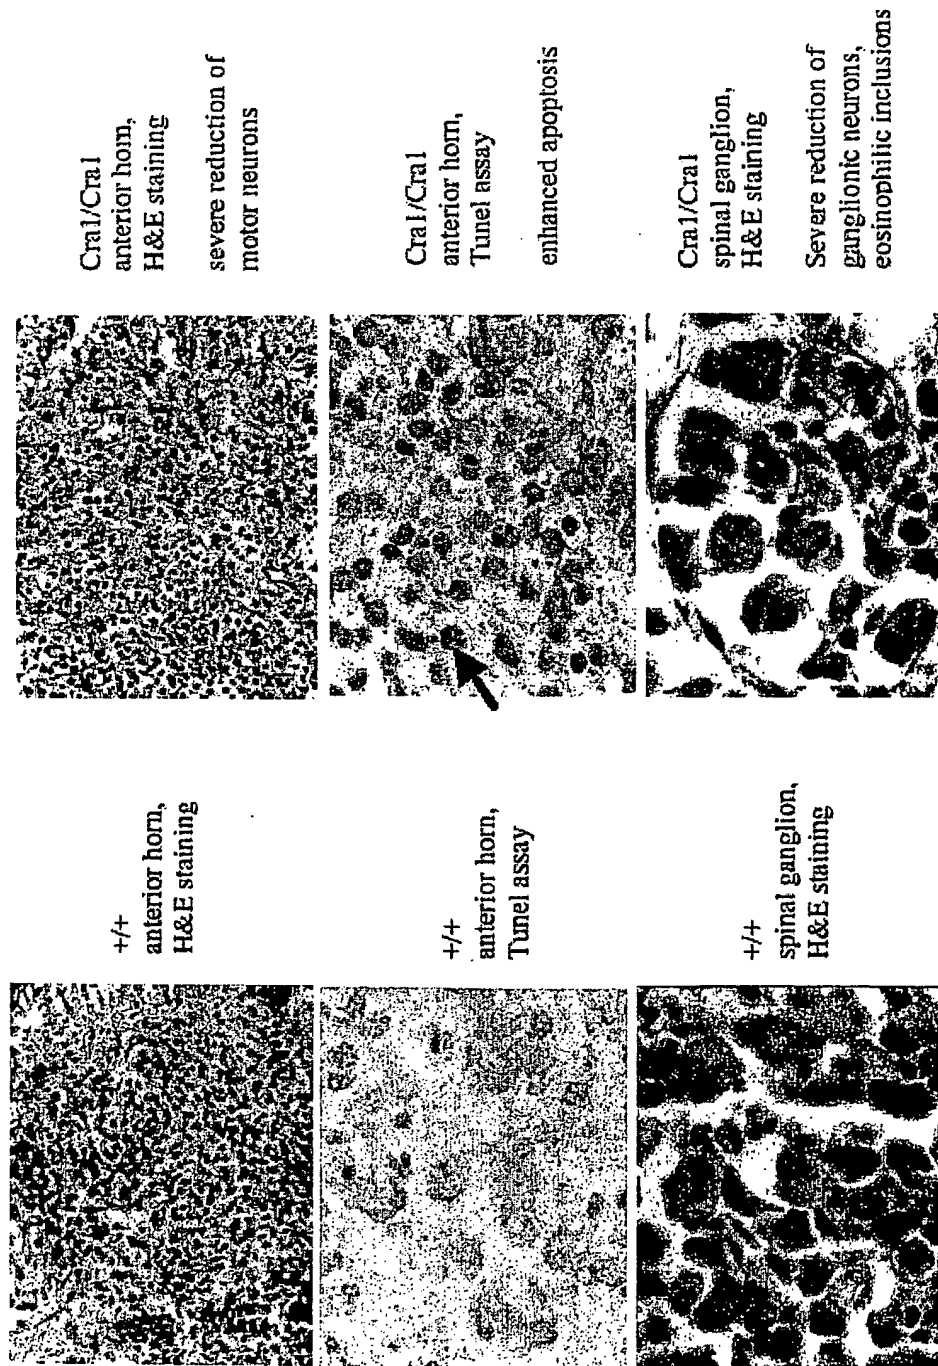 +/+
anterior horn,
H&E staining
Cra1/Cra1
anterior horn,
H&E staining
severe reduction of
motor neurons
+/+
anterior horn,
Tunel assay
Cra1/Cra1
anterior horn,
Tunel assay
enhanced apoptosis
+/+
spinal ganglion,
H&E staining
Cra1/Cra1
spinal ganglion,
H&E staining
Severe reduction of
ganglionic neurons,
eosinophilic inclusions